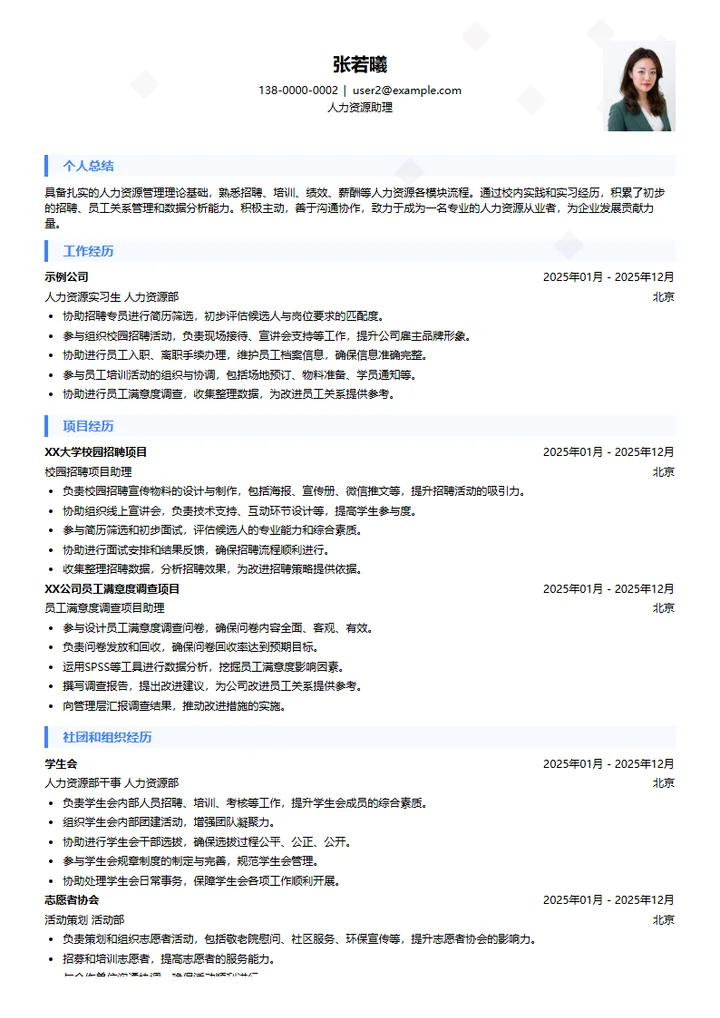 张若曦
138-0000-0002 | user2@example.com
人力资源助理
个人总结
具备扎实的人力资源管理理论基础，熟悉招聘、培训、绩效、薪酬等人力资源各模块流程。通过校内实践和实习经历，积累了初步
的招聘、员工关系管理和数据分析能力。积极主动，善于沟通协作，致力于成为一名专业的人力资源从业者，为企业发展贡献力
量。
工作经历
示例公司 2025年01月 - 2025年12月
人力资源实习生 人力资源部 北京
• 协助招聘专员进行简历筛选，初步评估候选人与岗位要求的匹配度。
• 参与组织校园招聘活动，负责现场接待、宣讲会支持等工作，提升公司雇主品牌形象。
• 协助进行员工入职、离职手续办理，维护员工档案信息，确保信息准确完整。
• 参与员工培训活动的组织与协调，包括场地预订、物料准备、学员通知等。
• 协助进行员工满意度调查，收集整理数据，为改进员工关系提供参考。
项目经历
XX大学校园招聘项目 2025年01月 - 2025年12月
校园招聘项目助理 北京
• 负责校园招聘宣传物料的设计与制作，包括海报、宣传册、微信推文等，提升招聘活动的吸引力。
• 协助组织线上宣讲会，负责技术支持、互动环节设计等，提高学生参与度。
• 参与简历筛选和初步面试，评估候选人的专业能力和综合素质。
• 协助进行面试安排和结果反馈，确保招聘流程顺利进行。
• 收集整理招聘数据，分析招聘效果，为改进招聘策略提供依据。
XX公司员工满意度调查项目 2025年01月 - 2025年12月
员工满意度调查项目助理 北京
• 参与设计员工满意度调查问卷，确保问卷内容全面、客观、有效。
• 负责问卷发放和回收，确保问卷回收率达到预期目标。
• 运用SPSS等工具进行数据分析，挖掘员工满意度影响因素。
• 撰写调查报告，提出改进建议，为公司改进员工关系提供参考。
• 向管理层汇报调查结果，推动改进措施的实施。
社团和组织经历
学生会 2025年01月 - 2025年12月
人力资源部干事 人力资源部 北京
• 负责学生会内部人员招聘、培训、考核等工作，提升学生会成员的综合素质。
• 组织学生会内部团建活动，增强团队凝聚力。
• 协助进行学生会干部选拔，确保选拔过程公平、公正、公开。
• 参与学生会规章制度的制定与完善，规范学生会管理。
• 协助处理学生会日常事务，保障学生会各项工作顺利开展。
志愿者协会 2025年01月 - 2025年12月
活动策划 活动部 北京
• 负责策划和组织志愿者活动，包括敬老院慰问、社区服务、环保宣传等，提升志愿者协会的影响力。
• 招募和培训志愿者，提高志愿者的服务能力。